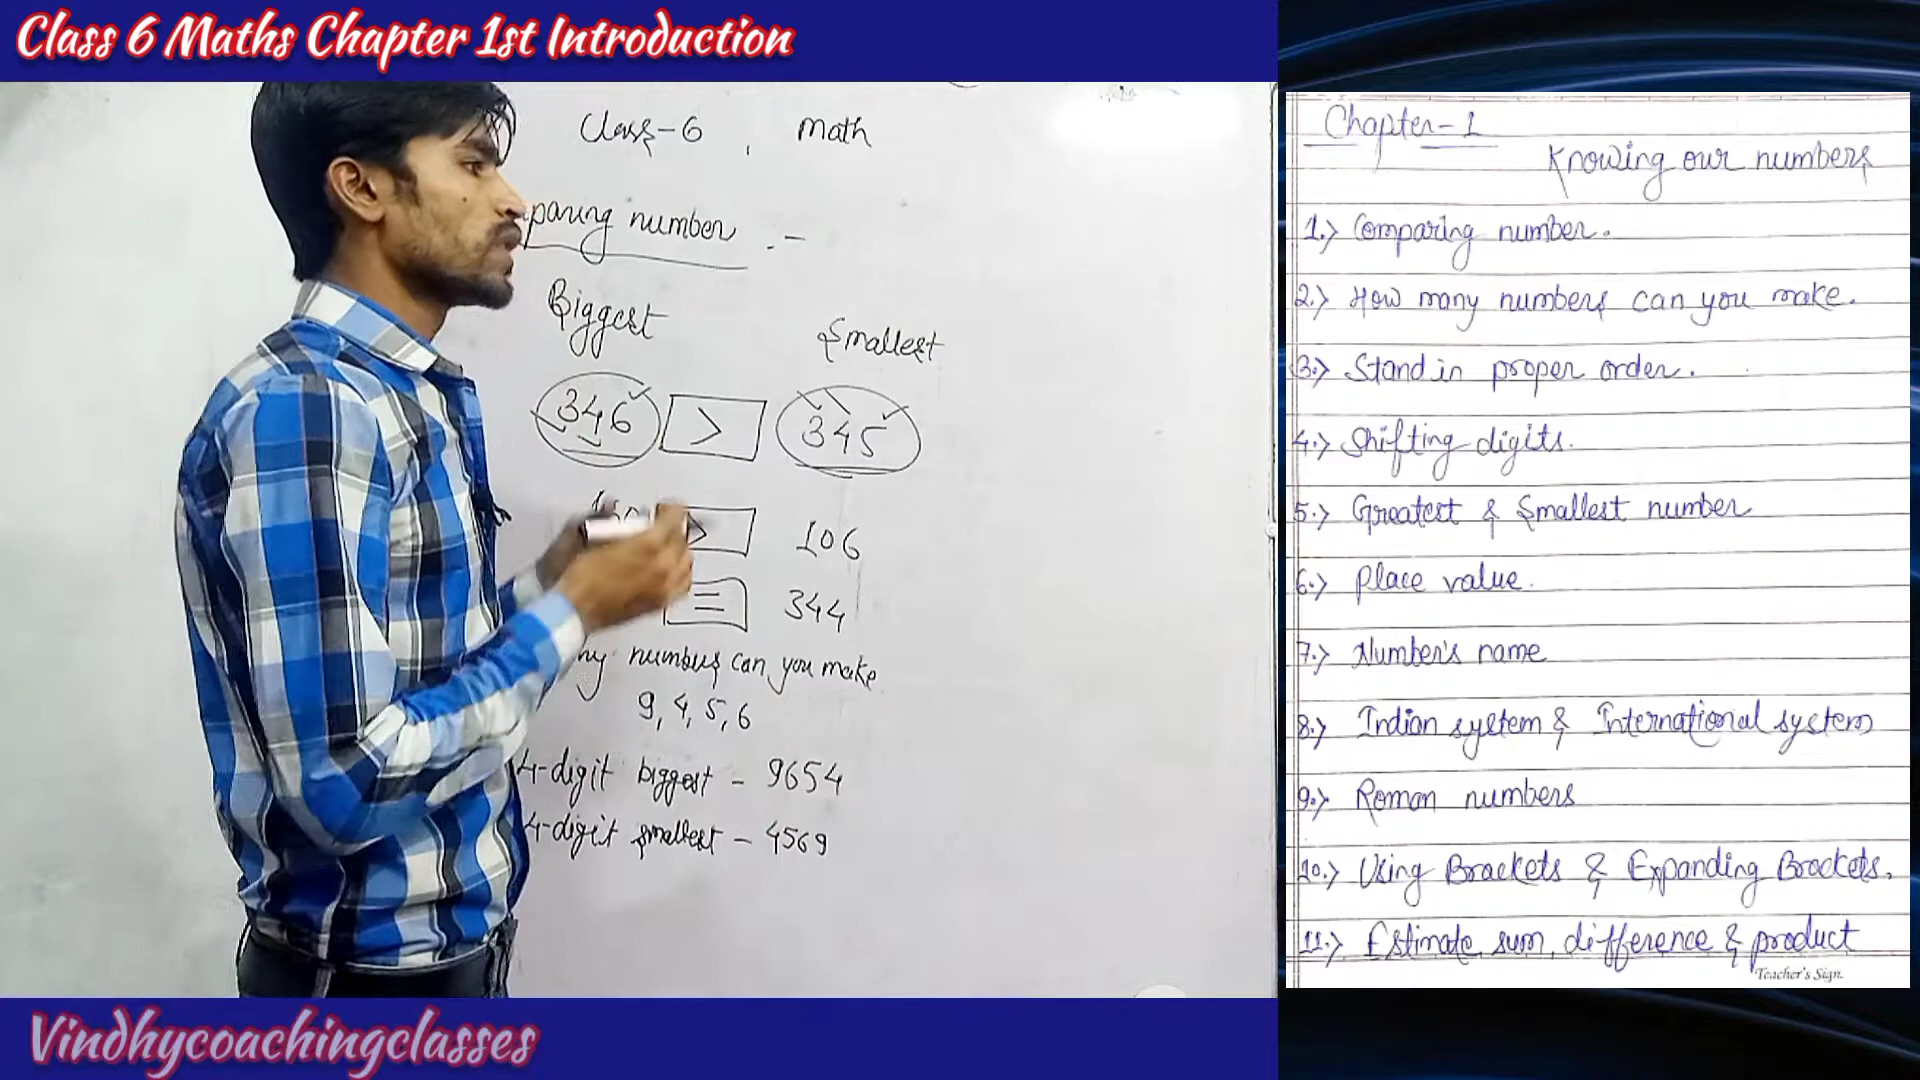 Class 6 Maths Chapter 1st Introduction
Class-6, Math
paring number .-
Biggest
Smallest
346 > 345
> 106
= 344
ny numbers can you make
9, 4, 5, 6
4-digit biggest - 9654
4-digit smallest - 4569
Vindhycoachingclasses
Chapter-1
Knowing our numbers
1.> Comparing number.
2.> How many numbers can you make.
3.> Stand in proper order.
4.> Shifting digits.
5.> Greatest & Smallest number
6.> Place value.
7.> Number's name
8.> Indian system & International system
9.> Roman numbers
10.> Using Brackets & Expanding Brackets.
11.> Estimate sum, difference & product
Teacher's Sign.